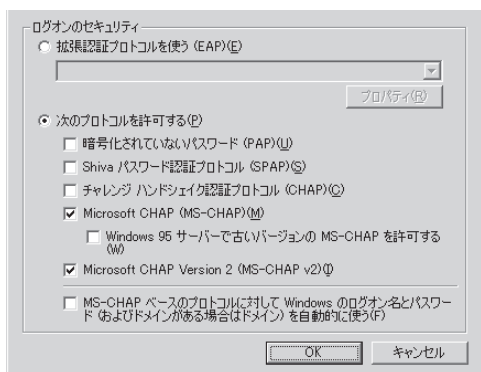 ログオンのセキュリティ
拡張認証プロトコルを使う (EAP)(E)
プロパティ(R)
次のプロトコルを許可する(P)
暗号化されていないパスワード (PAP)(U)
Shiva パスワード認証プロトコル (SPAP)(S)
チャレンジ ハンドシェイク認証プロトコル (CHAP)(C)
Microsoft CHAP (MS-CHAP)(M)
Windows 95 サーバーで古いバージョンの MS-CHAP を許可する
(W)
Microsoft CHAP Version 2 (MS-CHAP v2)(I)
MS-CHAP ベースのプロトコルに対して Windows のログオン名とパスワー
ド (およびドメインがある場合はドメイン) を自動的に使う(F)
OK
キャンセル